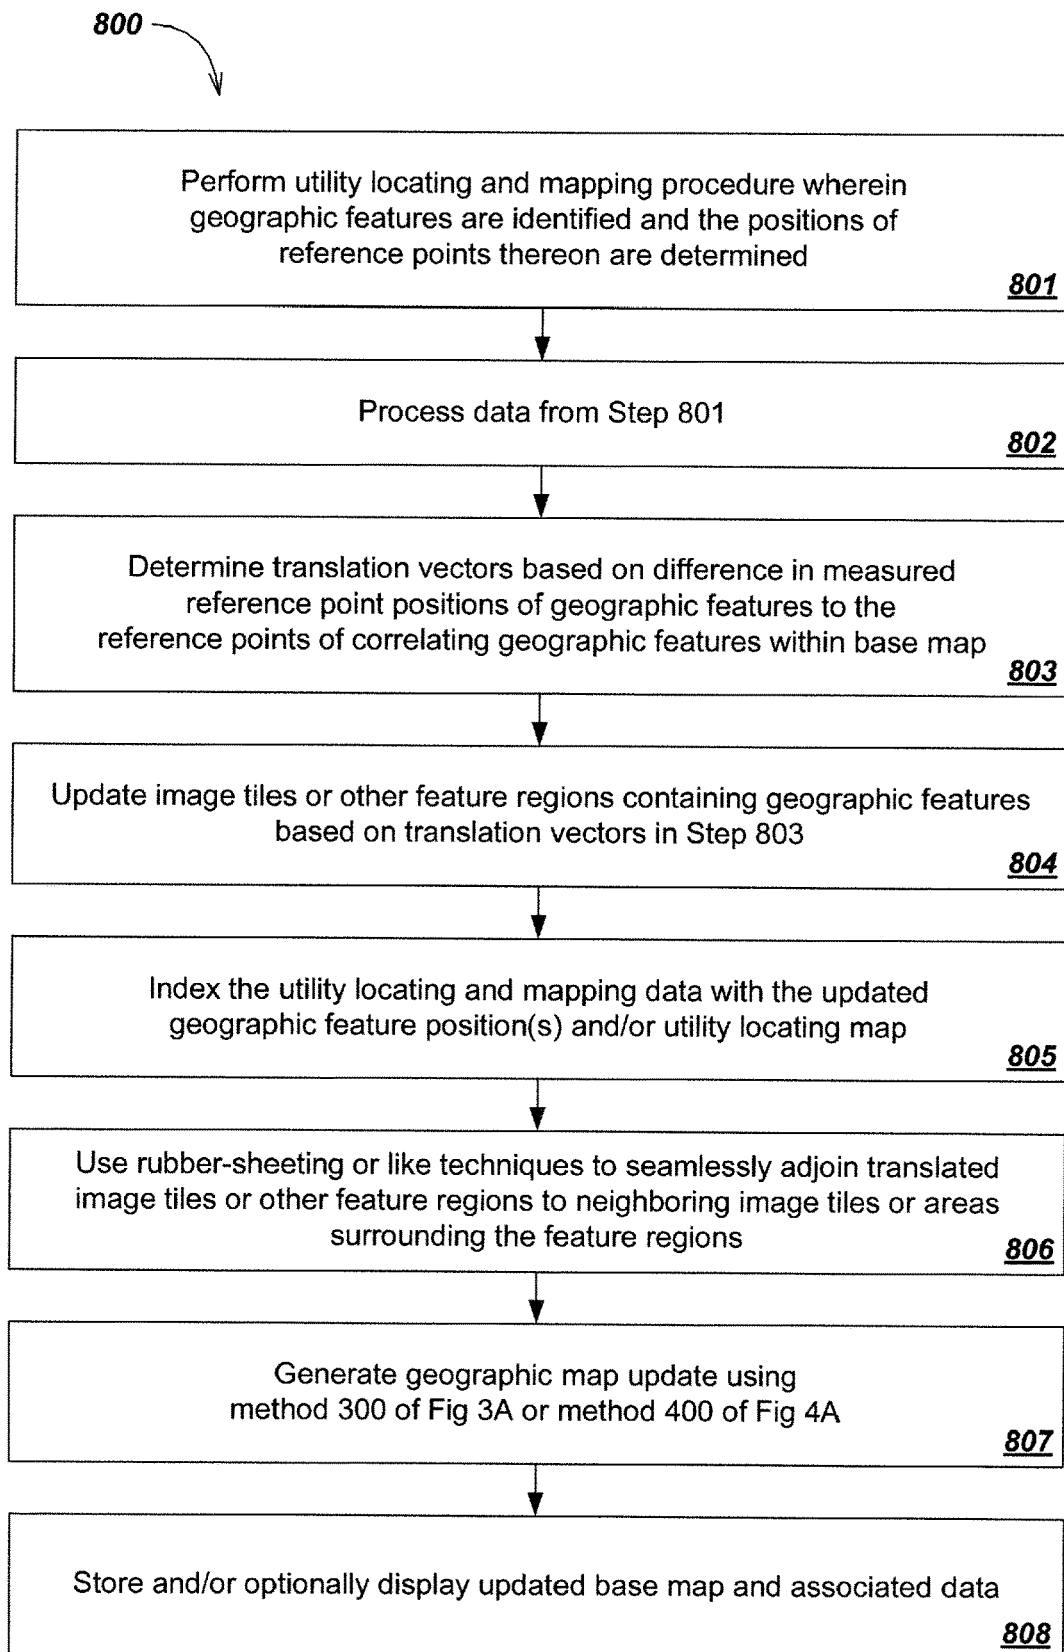 800
Perform utility locating and mapping procedure wherein
geographic features are identified and the positions of
reference points thereon are determined
801
Process data from Step 801
802
Determine translation vectors based on difference in measured
reference point positions of geographic features to the
reference points of correlating geographic features within base map
803
Update image tiles or other feature regions containing geographic features
based on translation vectors in Step 803
804
Index the utility locating and mapping data with the updated
geographic feature position(s) and/or utility locating map
805
Use rubber-sheeting or like techniques to seamlessly adjoin translated
image tiles or other feature regions to neighboring image tiles or areas
surrounding the feature regions
806
Generate geographic map update using
method 300 of Fig 3A or method 400 of Fig 4A
807
Store and/or optionally display updated base map and associated data
808